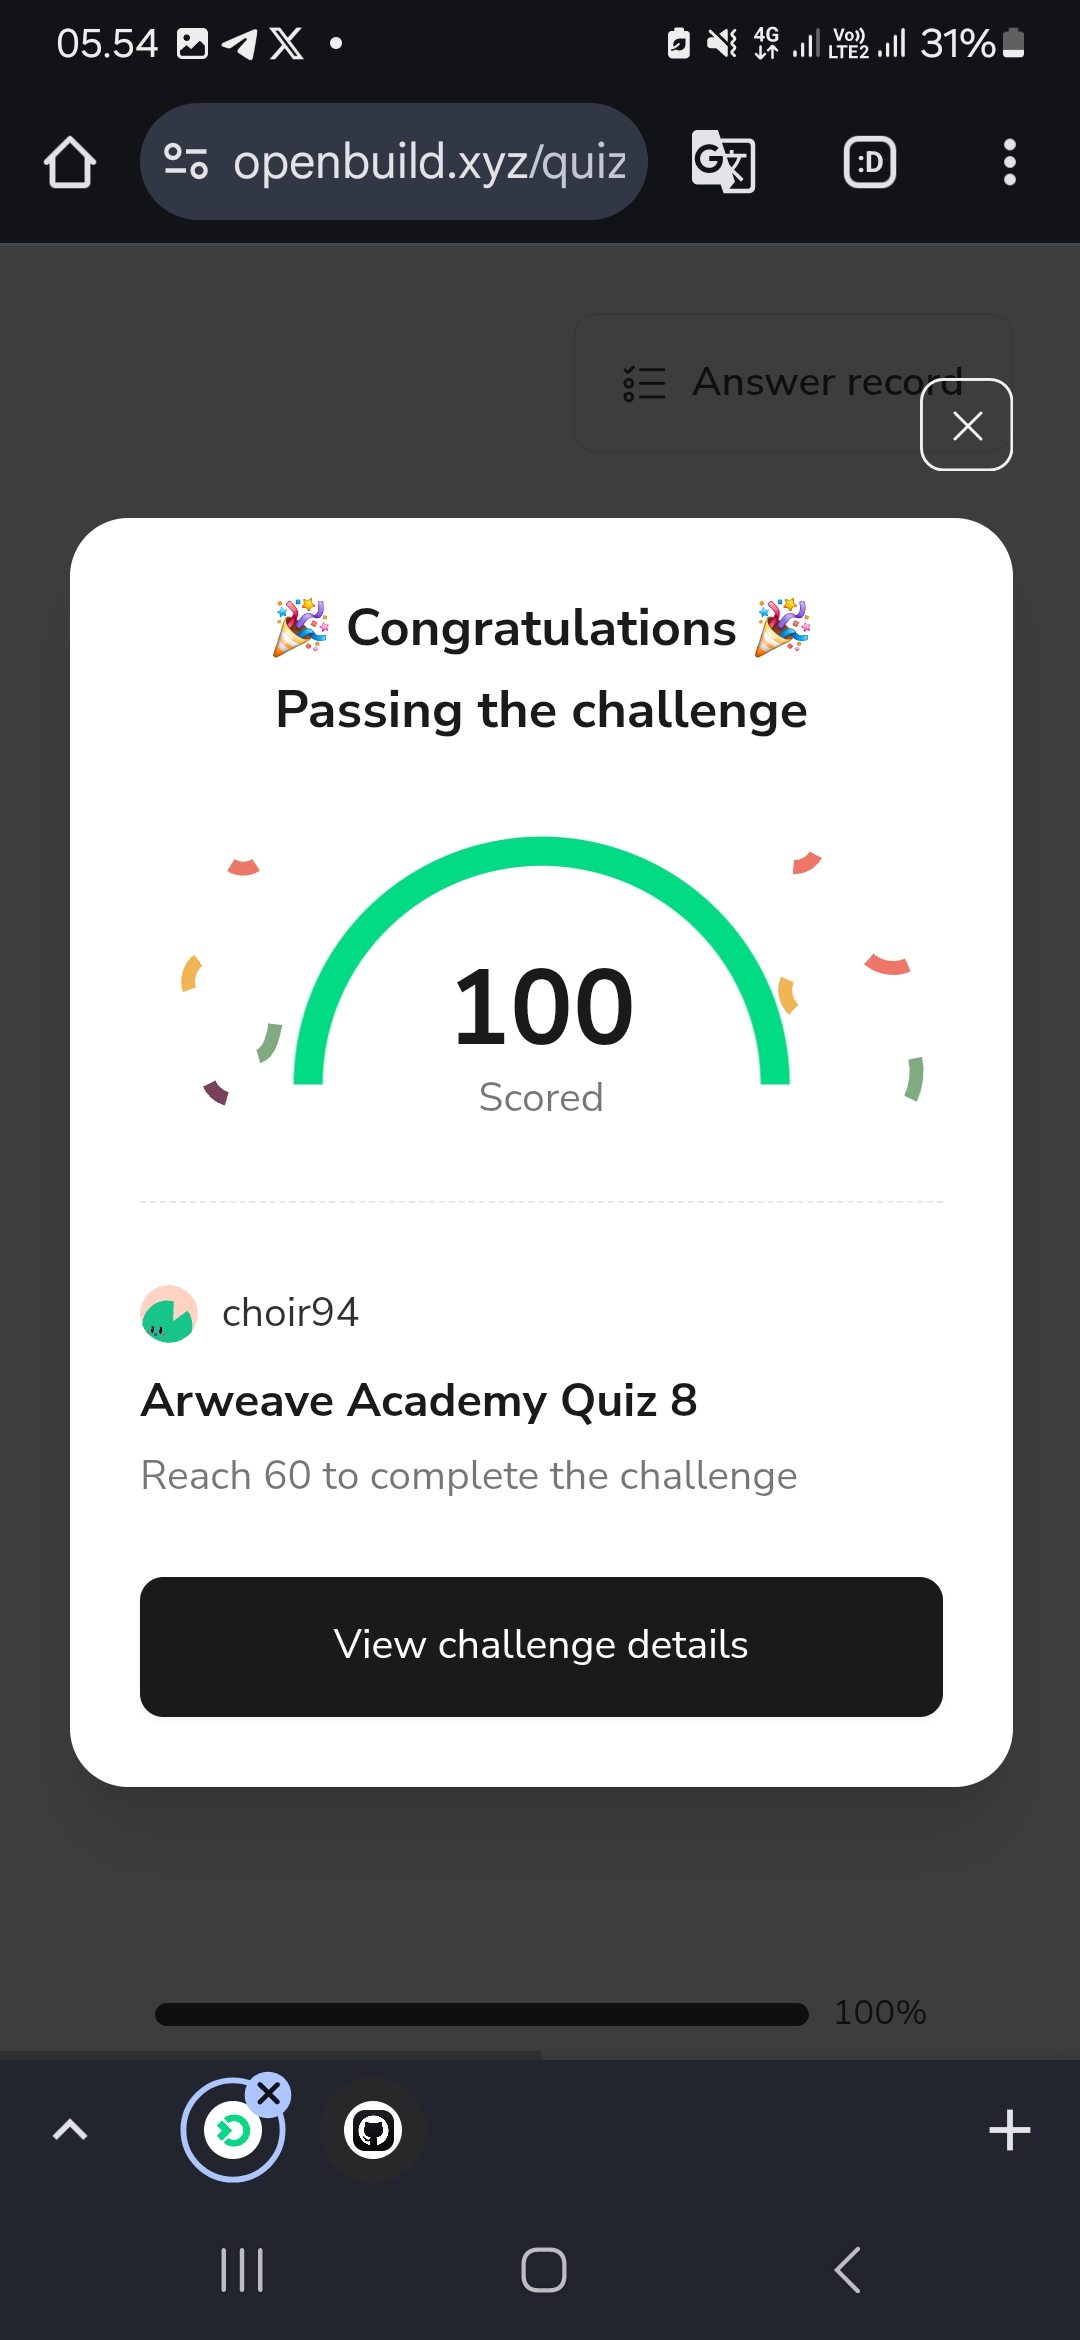 05.54
4G
Vo))
LTE2
31%
openbuild.xyz/quiz
:D
Answer record
🎉 Congratulations 🎉
Passing the challenge
100
Scored
choir94
Arweave Academy Quiz 8
Reach 60 to complete the challenge
View challenge details
100%